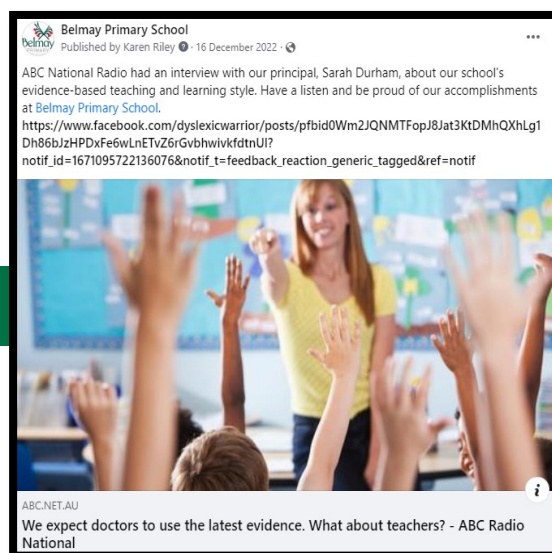 Belmay Primary School
Published by Karen Riley · 16 December 2022 ·
ABC National Radio had an interview with our principal, Sarah Durham, about our school's
evidence-based teaching and learning style. Have a listen and be proud of our accomplishments
at Belmay Primary School.
https://www.facebook.com/dyslexicwarrior/posts/pfbid0Wm2JQNMTFopJ8Jat3KtDMhQXhLg1
Dh86bJzHPDxFe6wLnETvZ6rGvbhwivkfdtnUl?
notif_id=1671095722136076&notif_t=feedback_reaction_generic_tagged&ref=notif
ABC.NET.AU
We expect doctors to use the latest evidence. What about teachers? - ABC Radio
National
Belmay
PRIMARY